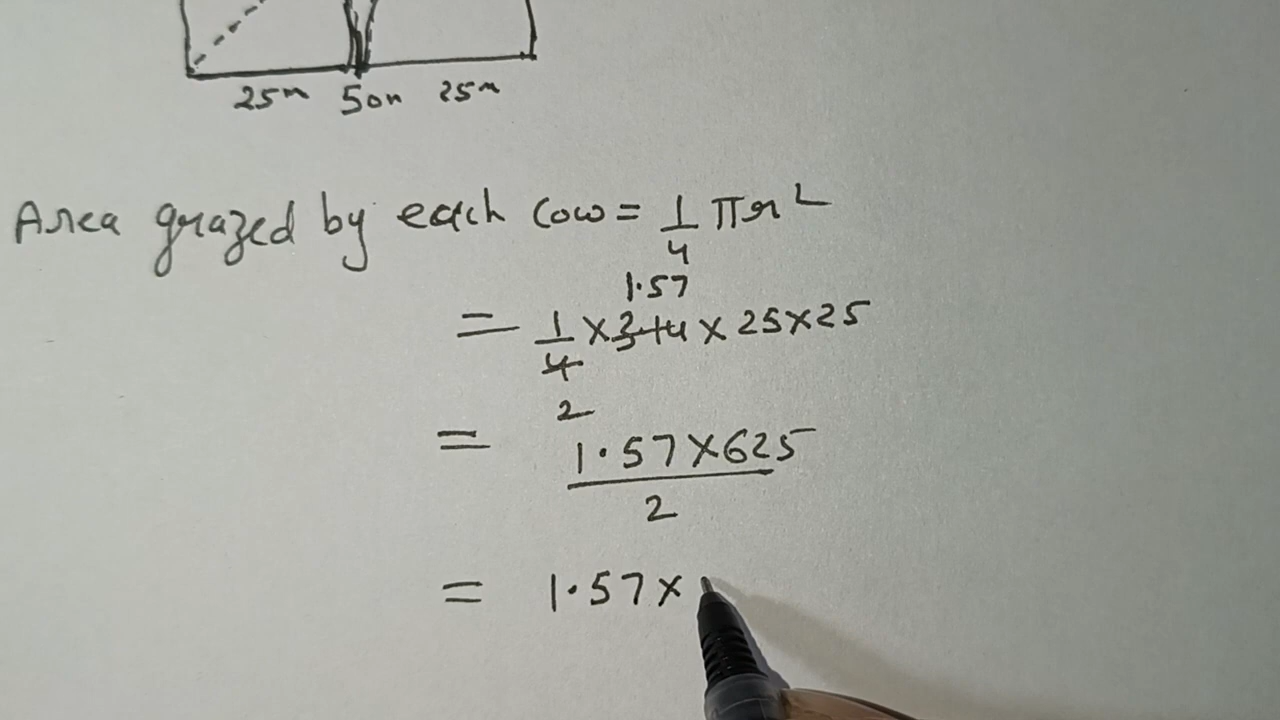 25m 50m 25m
Area grazed by each cow = 1/4 πr²
1.57
= 1/4 × 3.14 × 25×25
2
= 1.57×625/2
= 1.57×